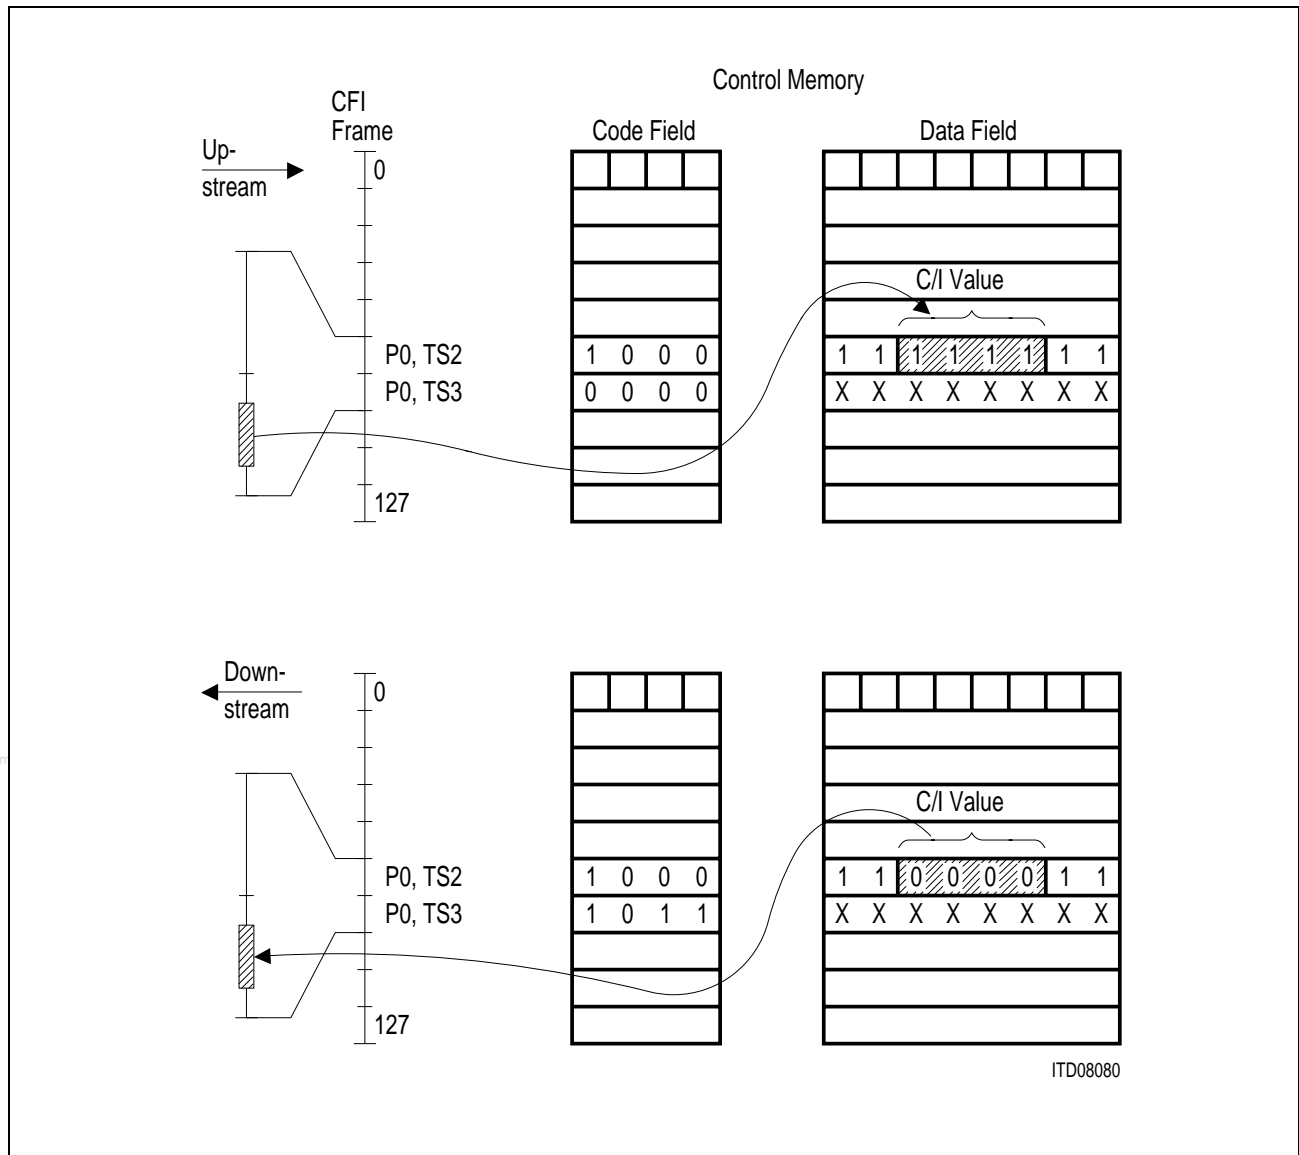 Control Memory
CFI
Frame
Code Field
Data Field
Up-
stream
0
C/I Value
P0, TS2
1 0 0 0
1 1 1 1 1 1 1 1
P0, TS3
0 0 0 0
X X X X X X X X
127
Down-
stream
0
C/I Value
P0, TS2
1 0 0 0
1 1 0 0 0 0 1 1
P0, TS3
1 0 1 1
X X X X X X X X
127
ITD08080